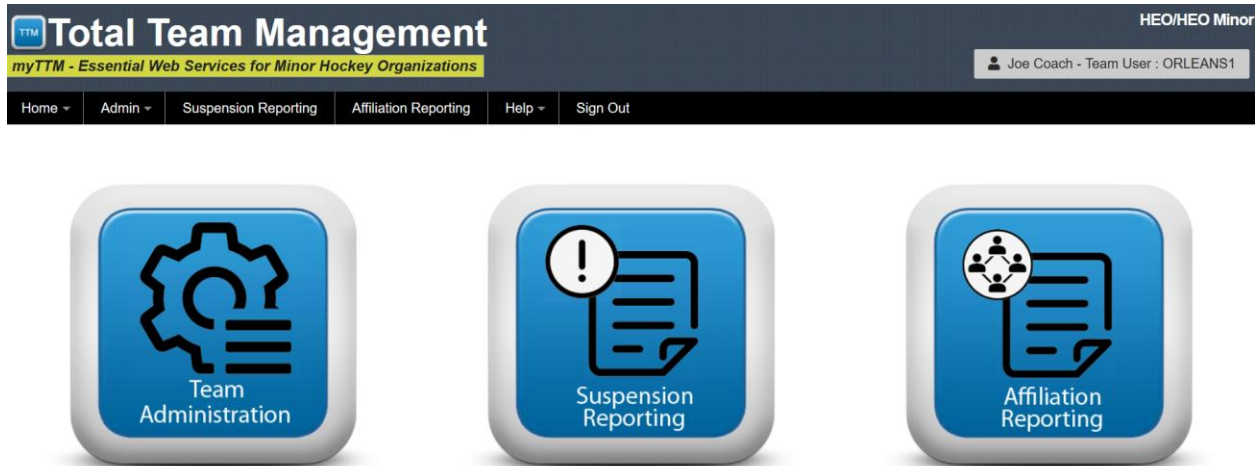 TTM Total Team Management
HEO/HEO Minor
myTTM - Essential Web Services for Minor Hockey Organizations
Joe Coach - Team User : ORLEANS1
Home Admin Suspension Reporting Affiliation Reporting Help Sign Out
Team
Administration
Suspension
Reporting
Affiliation
Reporting